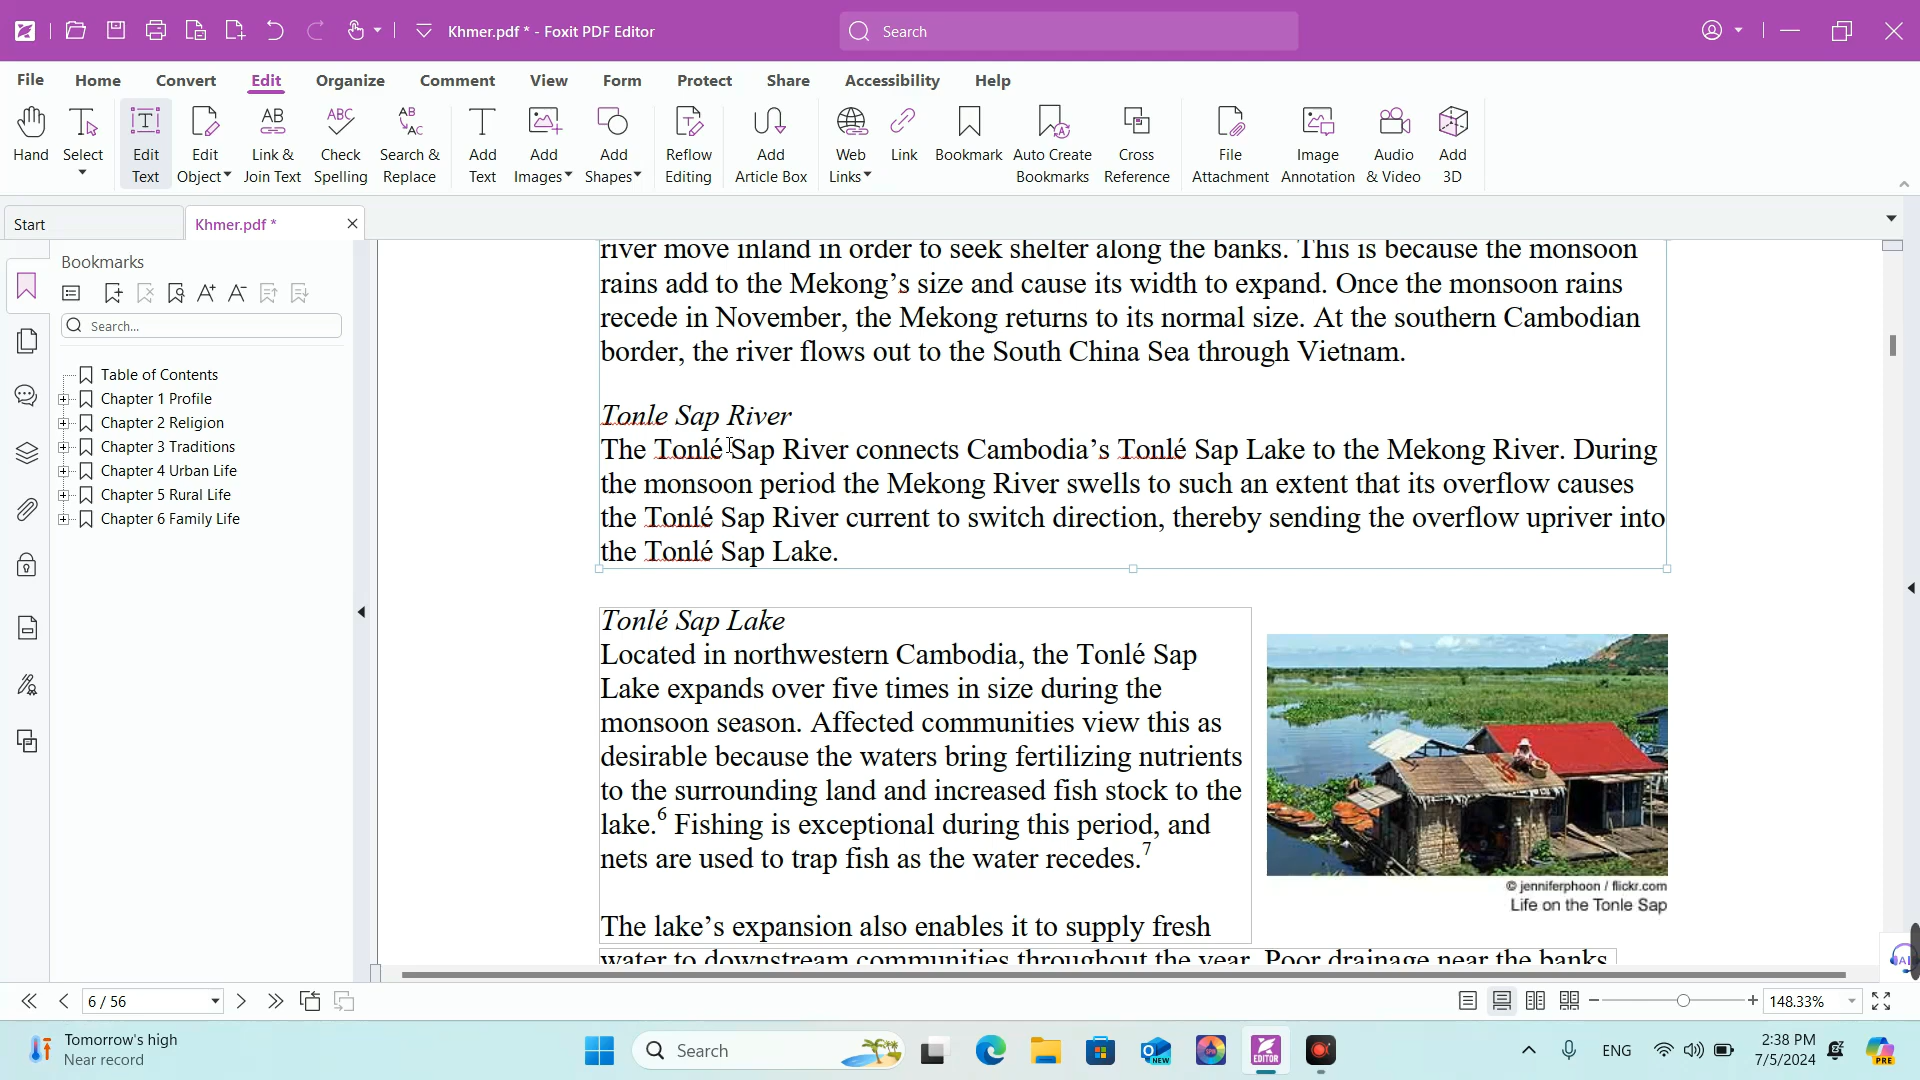 Khmer.pdf * - Foxit PDF Editor
Search
File Home Convert Edit Organize Comment View Form Protect Share Accessibility Help
Hand
Select
Edit Text
Edit Object
Link & Join Text
Check Spelling
Search & Replace
Add Text
Add Images
Add Shapes
Reflow Editing
Add Article Box
Web Links
Link
Bookmark
Auto Create Bookmarks
Cross Reference
File Attachment
Image Annotation
Audio & Video
Add 3D
Start
Khmer.pdf *
Bookmarks
Search...
Table of Contents
Chapter 1 Profile
Chapter 2 Religion
Chapter 3 Traditions
Chapter 4 Urban Life
Chapter 5 Rural Life
Chapter 6 Family Life
river move inland in order to seek shelter along the banks. This is because the monsoon
rains add to the Mekong’s size and cause its width to expand. Once the monsoon rains
recede in November, the Mekong returns to its normal size. At the southern Cambodian
border, the river flows out to the South China Sea through Vietnam.
Tonle Sap River
The Tonlé Sap River connects Cambodia’s Tonlé Sap Lake to the Mekong River. During
the monsoon period the Mekong River swells to such an extent that its overflow causes
the Tonlé Sap River current to switch direction, thereby sending the overflow upriver into
the Tonlé Sap Lake.
Tonlé Sap Lake
Located in northwestern Cambodia, the Tonlé Sap
Lake expands over five times in size during the
monsoon season. Affected communities view this as
desirable because the waters bring fertilizing nutrients
to the surrounding land and increased fish stock to the
lake.6 Fishing is exceptional during this period, and
nets are used to trap fish as the water recedes.7
© jenniferphoon / flickr.com
Life on the Tonle Sap
The lake’s expansion also enables it to supply fresh
water to downstream communities throughout the year. Poor drainage near the banks
AI
6 / 56
148.33%
Tomorrow's high
Near record
Search
NEW
EDITOR
ENG
2:38 PM
7/5/2024
PRE